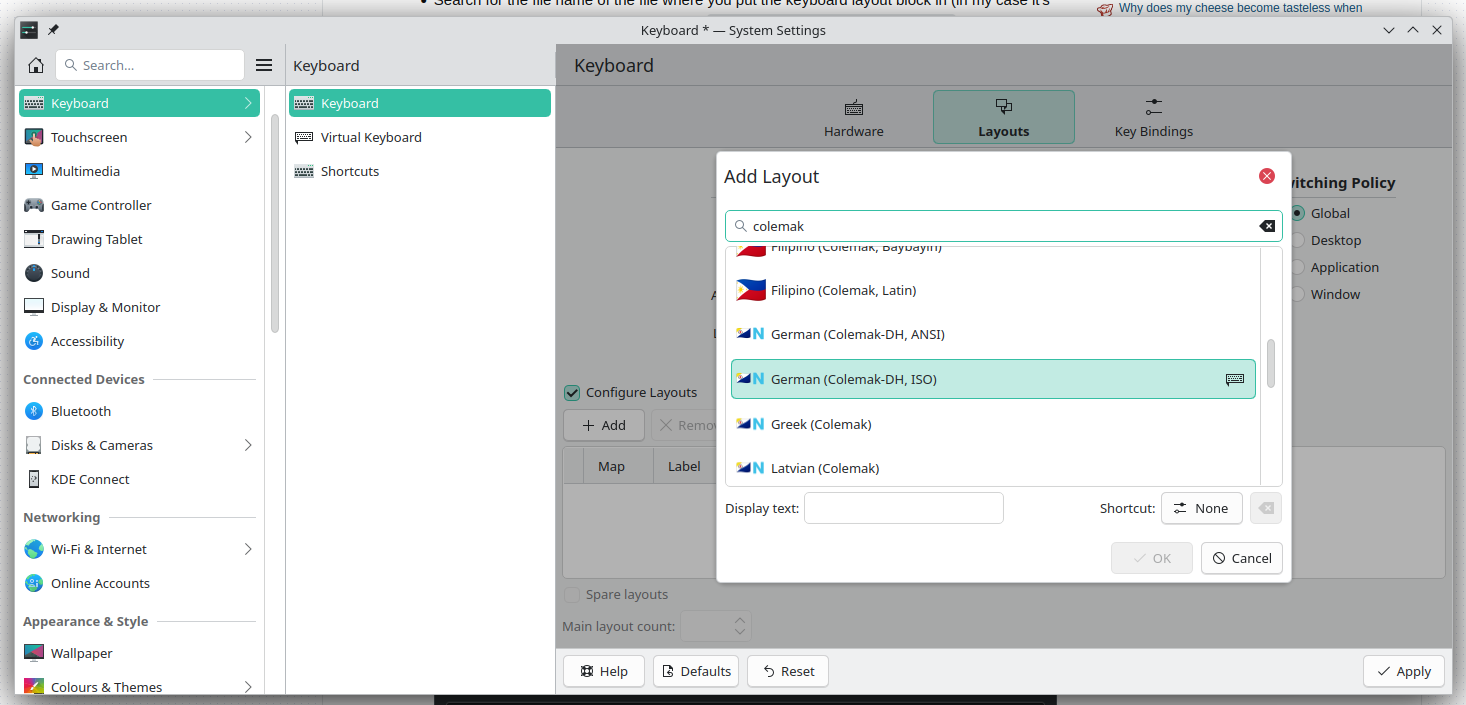 Search for the file name of the file where you put the keyboard layout block in (in my case it's
Why does my cheese become tasteless when
Keyboard * — System Settings
Search...
Keyboard
Keyboard
Keyboard
Touchscreen
Multimedia
Game Controller
Drawing Tablet
Sound
Display & Monitor
Accessibility
Connected Devices
Bluetooth
Disks & Cameras
KDE Connect
Networking
Wi-Fi & Internet
Online Accounts
Appearance & Style
Wallpaper
Colours & Themes
Keyboard
Virtual Keyboard
Shortcuts
Hardware
Layouts
Key Bindings
Add Layout
colemak
Filipino (Colemak, Baybayin)
Filipino (Colemak, Latin)
German (Colemak-DH, ANSI)
N German (Colemak-DH, ISO)
N Greek (Colemak)
N Latvian (Colemak)
Display text:
Shortcut: None
OK Cancel
witching Policy
Global
Desktop
Application
Window
Configure Layouts
Add Remov
Map Label
Spare layouts
Main layout count:
Help Defaults Reset Apply